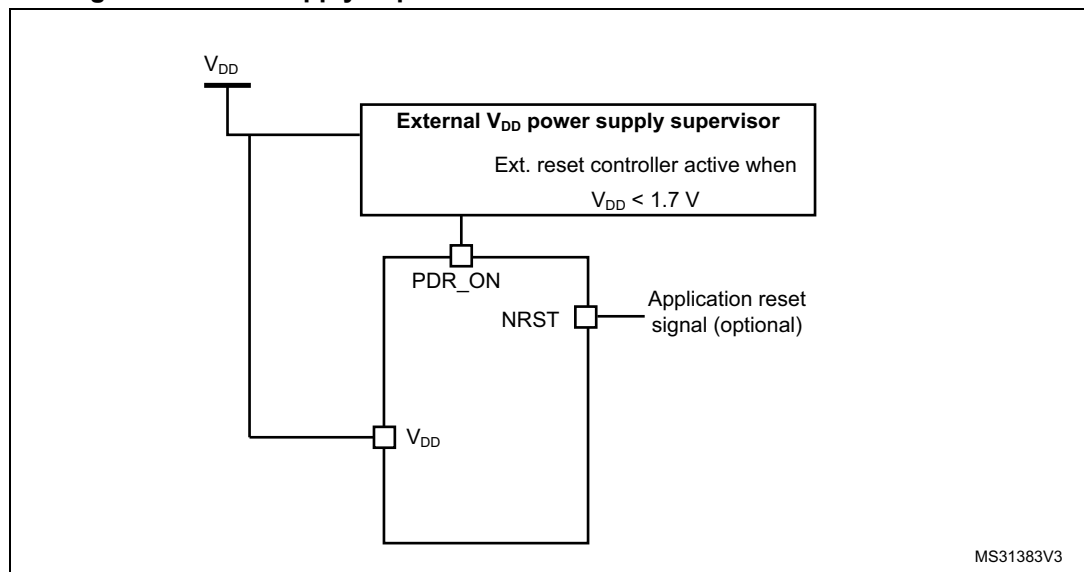 VDD
External VDD power supply supervisor
Ext. reset controller active when
VDD < 1.7 V
PDR_ON
NRST
Application reset
signal (optional)
VDD
MS31383V3